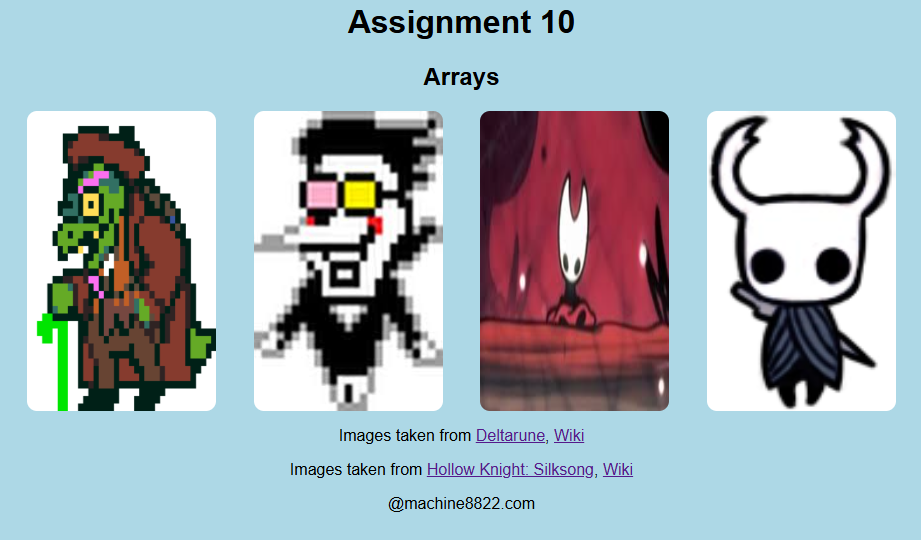 Assignment 10
Arrays
Images taken from Deltarune, Wiki
Images taken from Hollow Knight: Silksong, Wiki
@machine8822.com